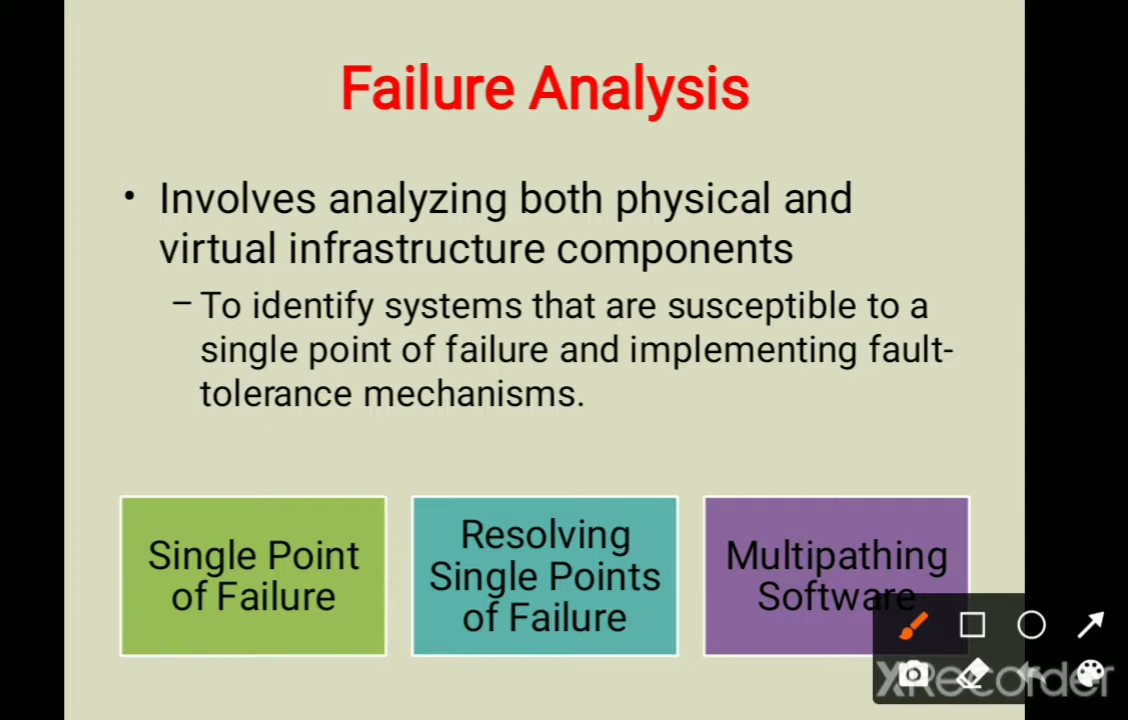 Failure Analysis
• Involves analyzing both physical and
virtual infrastructure components
– To identify systems that are susceptible to a
single point of failure and implementing fault-
tolerance mechanisms.
Single Point
of Failure
Resolving
Single Points
of Failure
Multipathing
Software
XRecorder